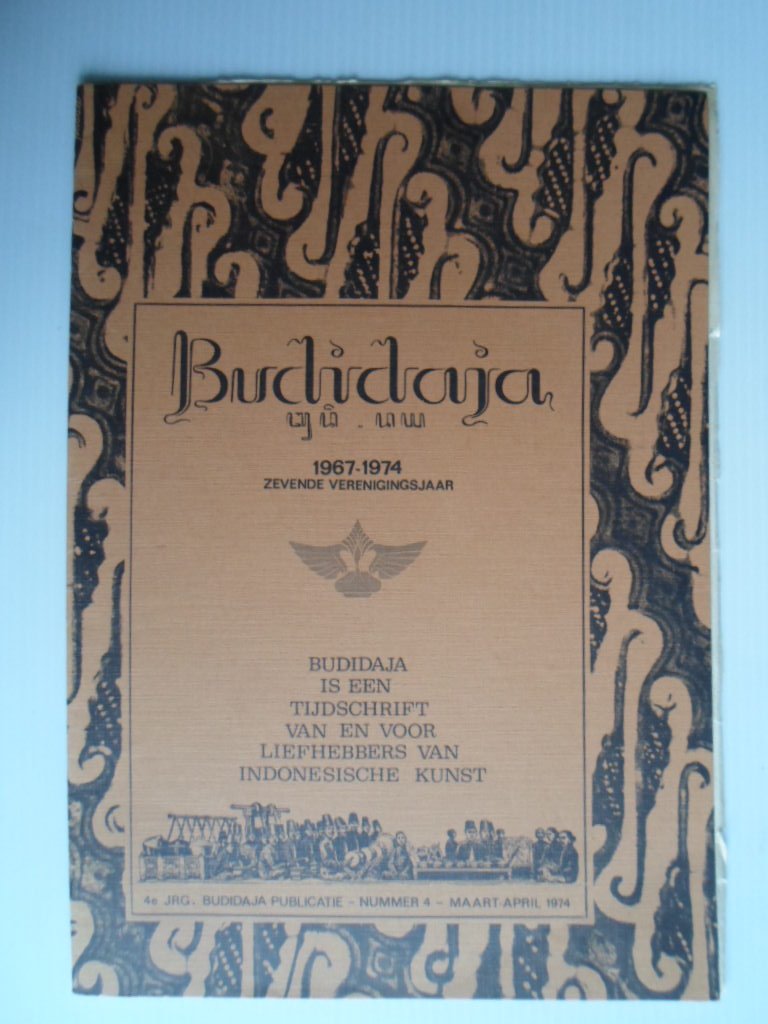 Budidaja
1967-1974
ZEVENDE VERENIGINGSJAAR
BUDIDAJA
IS EEN
TIJDSCHRIFT
VAN EN VOOR
LIEFHEBBERS VAN
INDONESISCHE KUNST
4e JRG. BUDIDAJA PUBLICATIE - NUMMER 4 - MAART-APRIL 1974